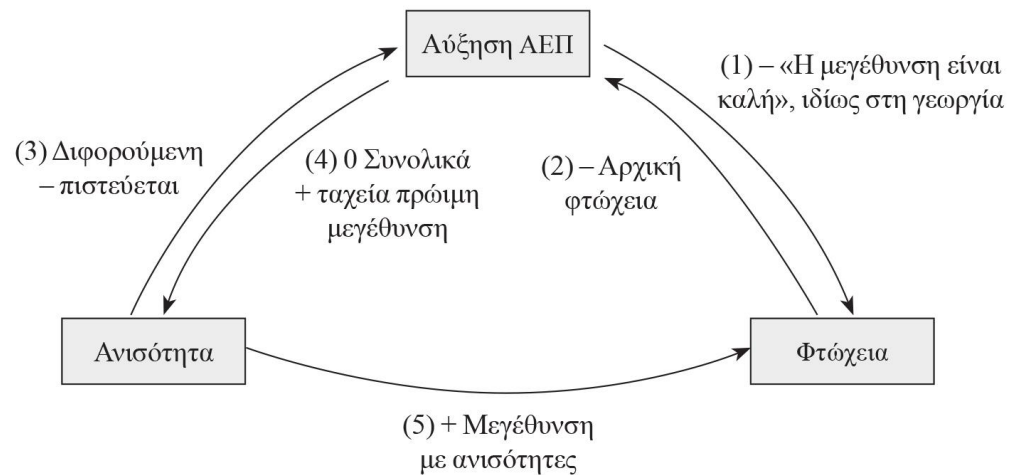 Αύξηση ΑΕΠ
(1) – «Η μεγέθυνση είναι
καλή», ιδίως στη γεωργία
(3) Διφορούμενη
– πιστεύεται
(4) 0 Συνολικά
+ ταχεία πρώιμη
μεγέθυνση
(2) – Αρχική
φτώχεια
Ανισότητα
Φτώχεια
(5) + Μεγέθυνση
με ανισότητες